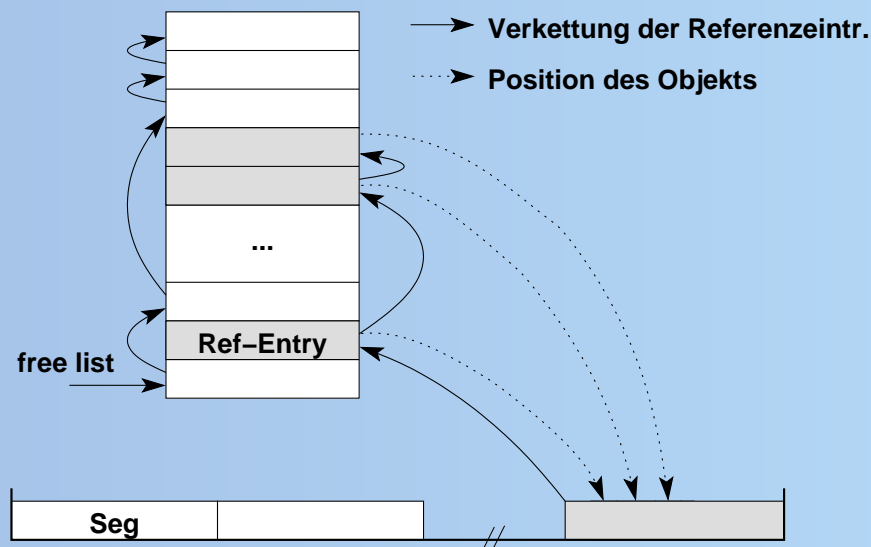 Verkettung der Referenzeintr.
Position des Objekts
...
Ref−Entry
free list
Seg